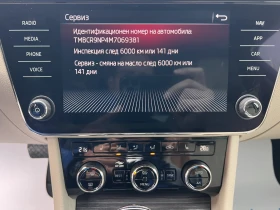 Сервиз
RADIO
MEDIA
PHONE
VOICE
Идентификационен номер на автомобила:
TMBCR9NP4M7069381
Инспекция след 6000 км или 141 дни
Сервиз - смяна на масло след 6000 км или 141 дни
NAV
CAR
MENU